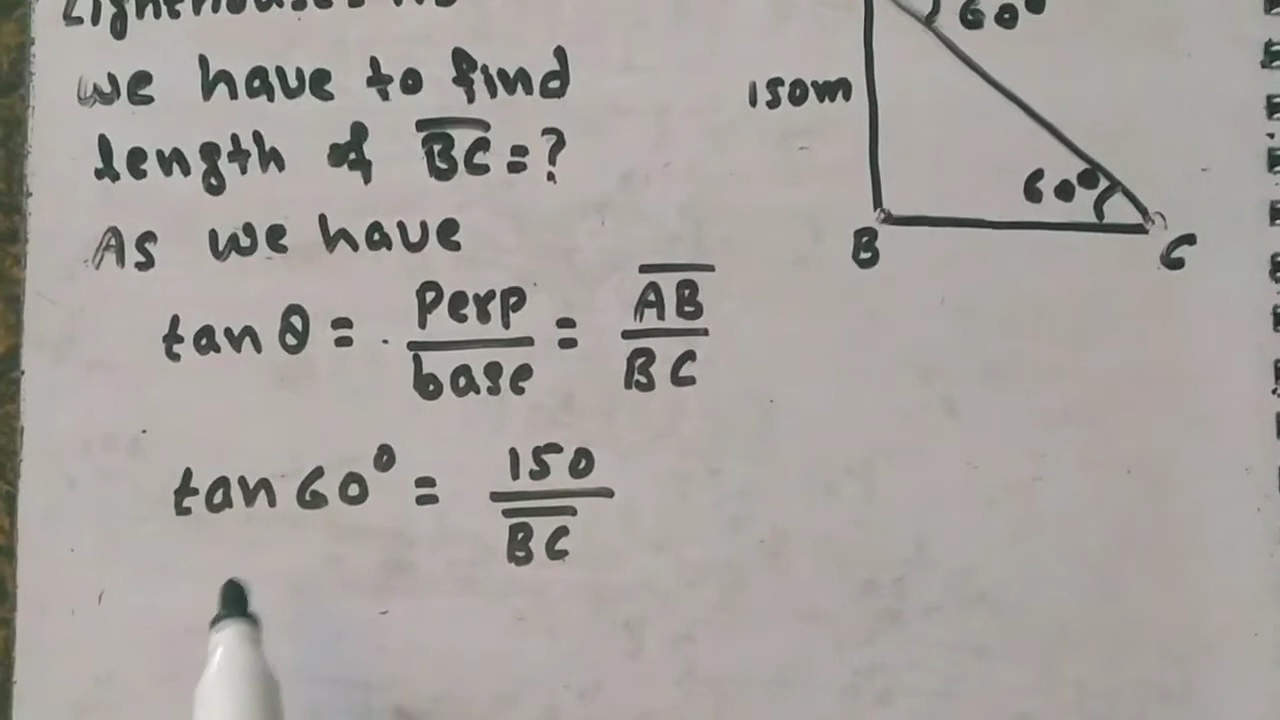 we have to find
length of BC=?
As we have
tan θ = Perp/base = AB/BC
tan 60° = 150/BC
60°
150m
60°
B
C